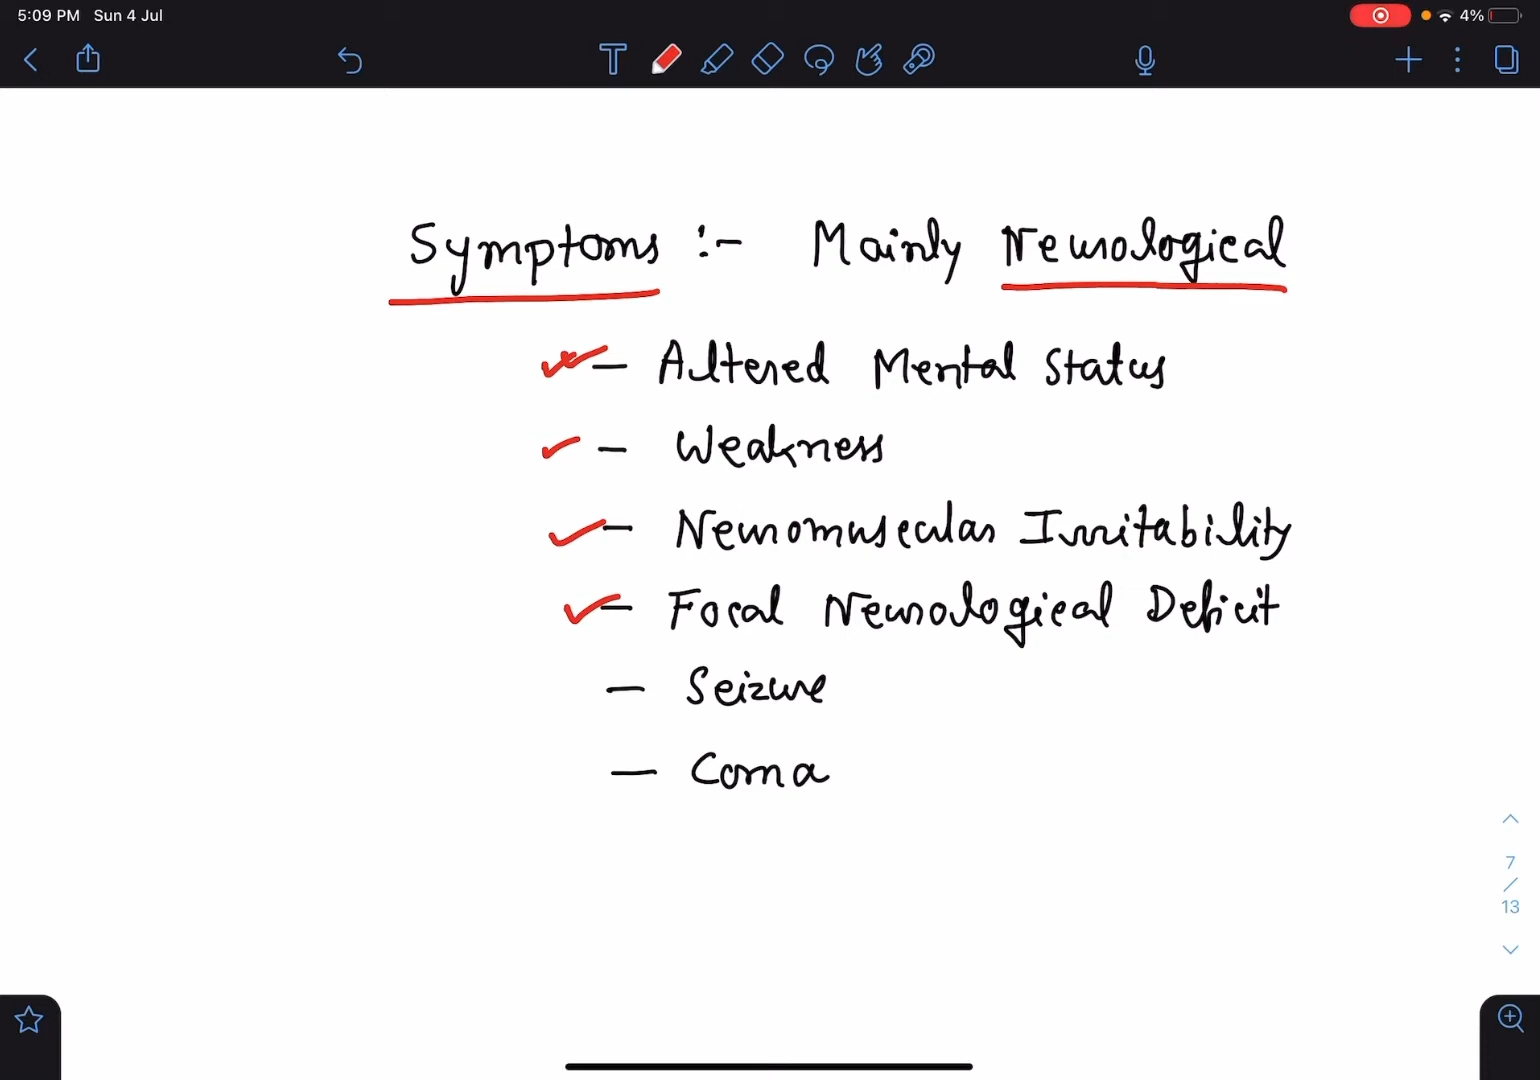 5:09 PM Sun 4 Jul
4%
Symptoms :- Mainly Neurological
- Altered Mental Status
- Weakness
- Neuromuscular Irritability
- Focal Neurological Deficit
- Seizure
- Coma
7
/
13